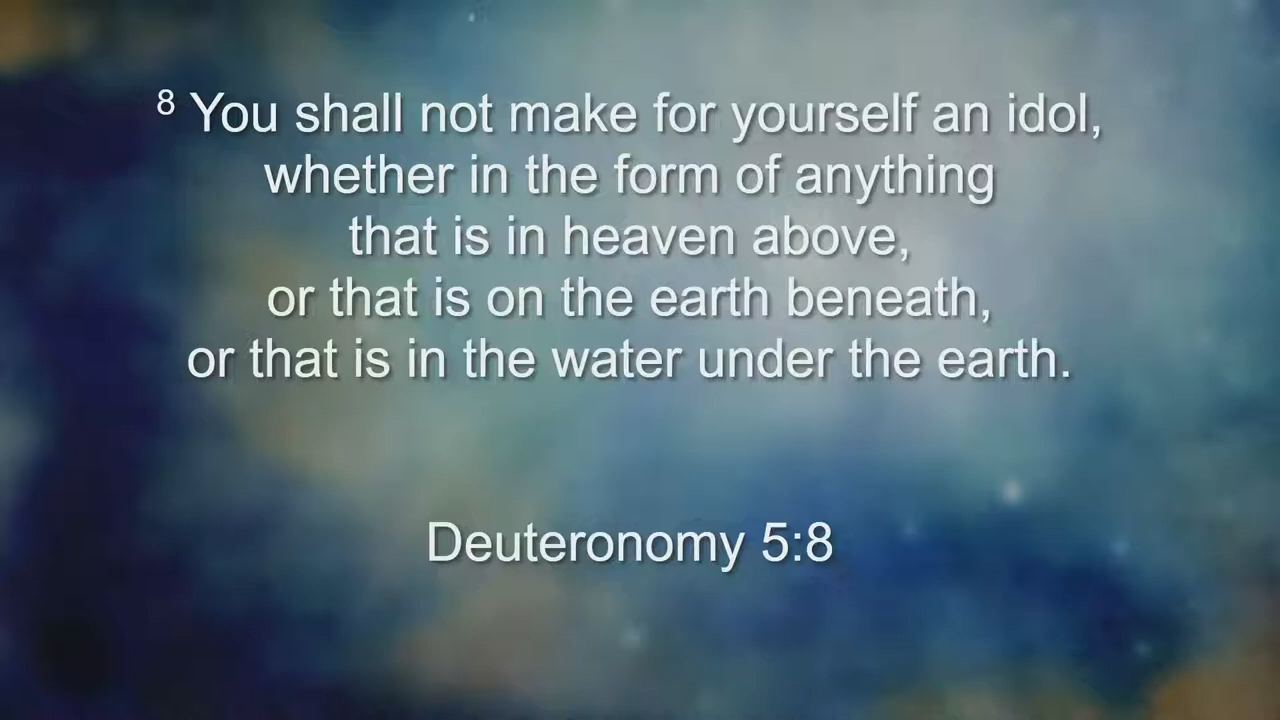 8 You shall not make for yourself an idol,
whether in the form of anything
that is in heaven above,
or that is on the earth beneath,
or that is in the water under the earth.
Deuteronomy 5:8